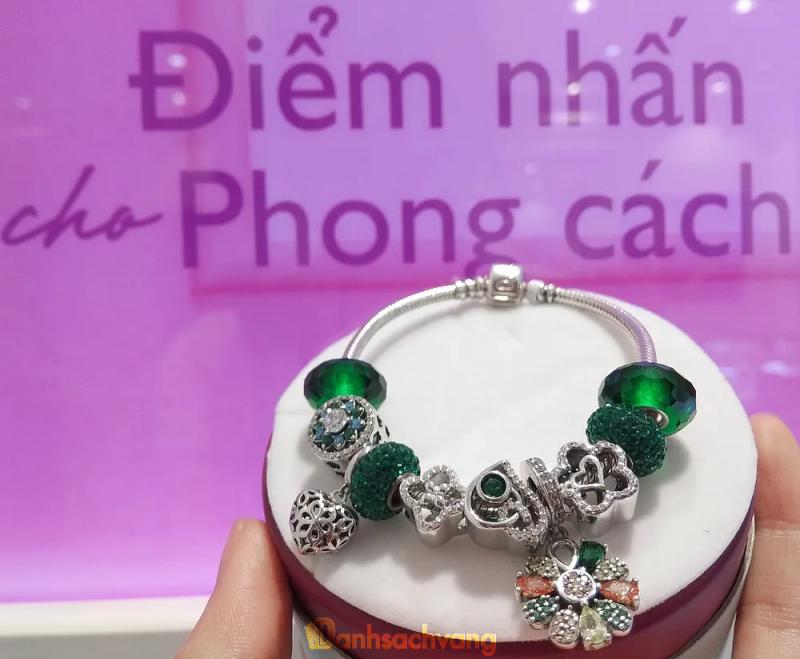 Điểm nhấn
cho Phong cách
Danhsachvang